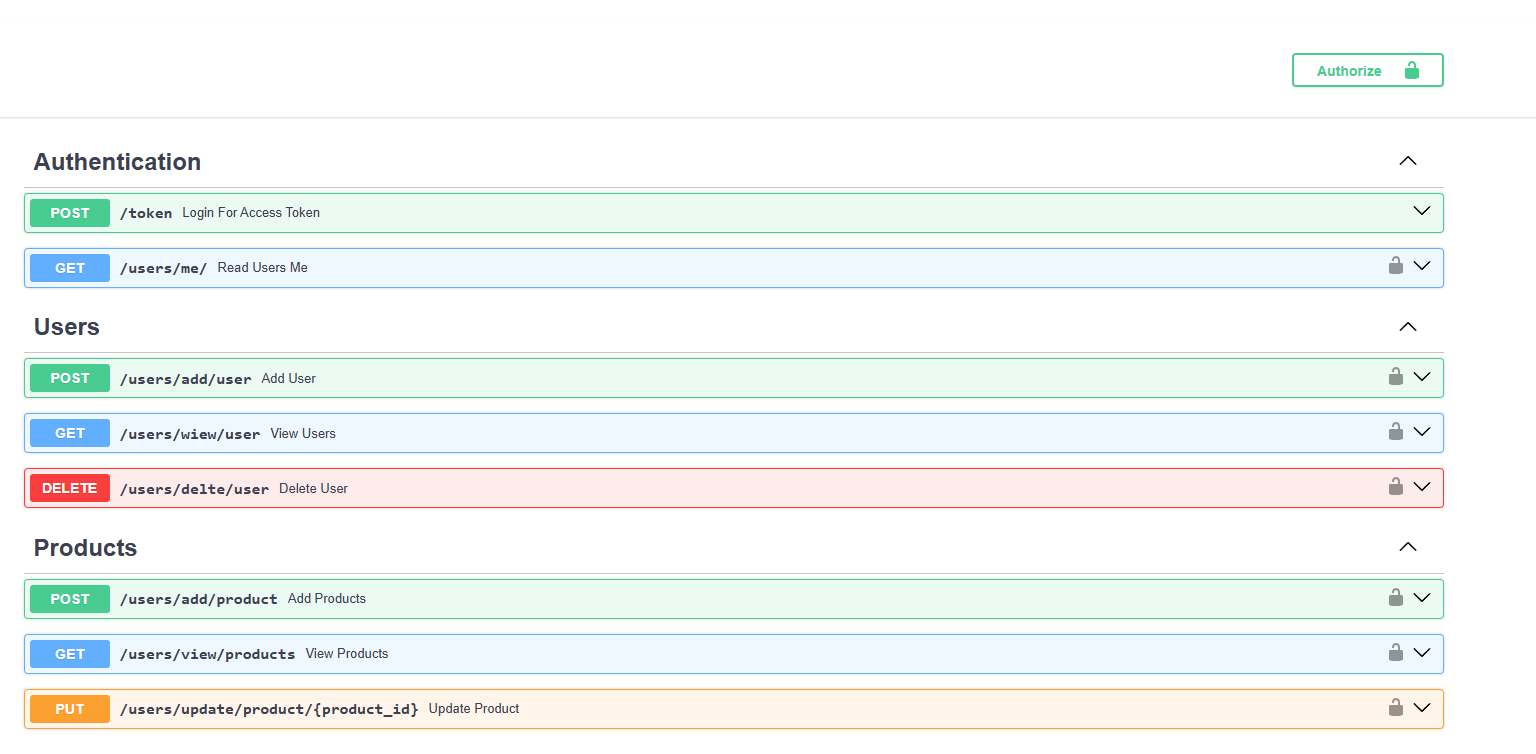 Authorize
Authentication
POST /token Login For Access Token
GET /users/me/ Read Users Me
Users
POST /users/add/user Add User
GET /users/wiew/user View Users
DELETE /users/delte/user Delete User
Products
POST /users/add/product Add Products
GET /users/view/products View Products
PUT /users/update/product/{product_id} Update Product